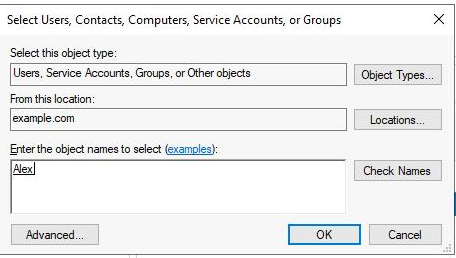 Select Users, Contacts, Computers, Service Accounts, or Groups
Select this object type:
Users, Service Accounts, Groups, or Other objects
Object Types...
From this location:
example.com
Locations...
Enter the object names to select (examples):
Alex
Check Names
Advanced...
OK
Cancel